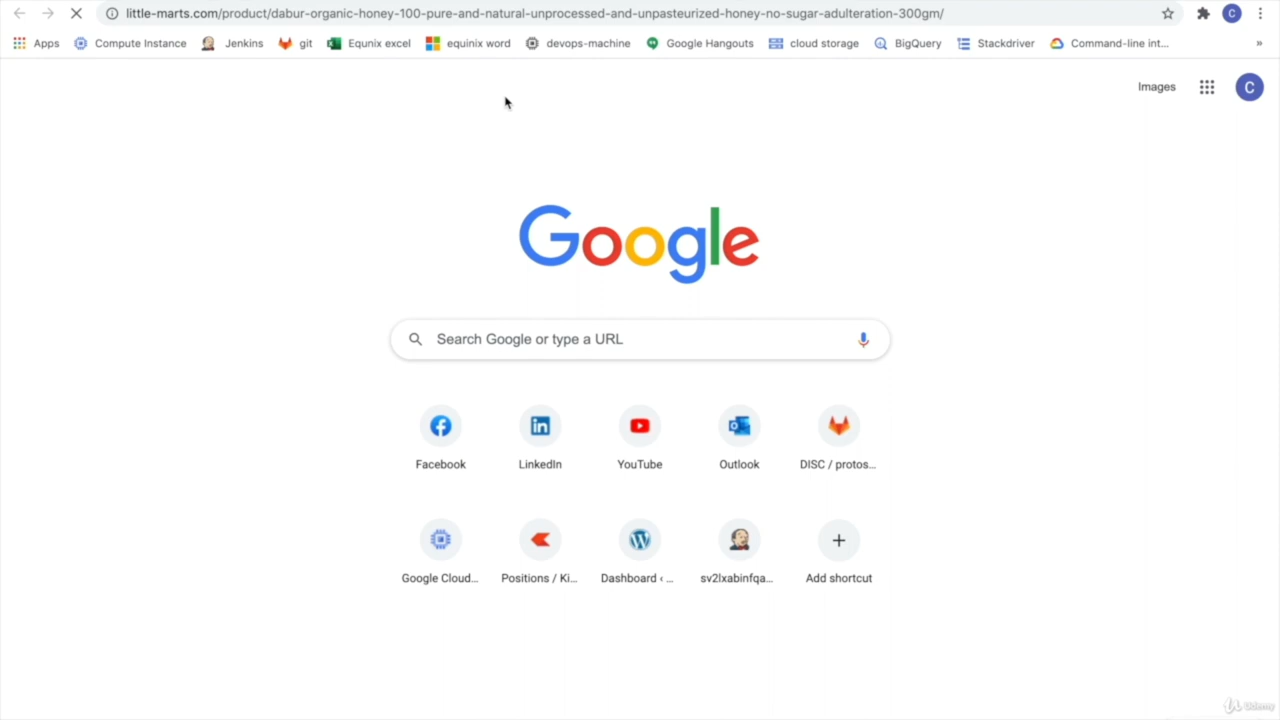 little-marts.com/product/dabur-organic-honey-100-pure-and-natural-unprocessed-and-unpasteurized-honey-no-sugar-adulteration-300gm/
C
Apps Compute Instance Jenkins git Equnix excel equinix word devops-machine Google Hangouts cloud storage BigQuery Stackdriver Command-line int... »
Images C
Google
Search Google or type a URL
Facebook LinkedIn YouTube Outlook DISC / protos...
Google Cloud... Positions / Ki... Dashboard ‹ ... sv2lxabinfqa... Add shortcut
Udemy